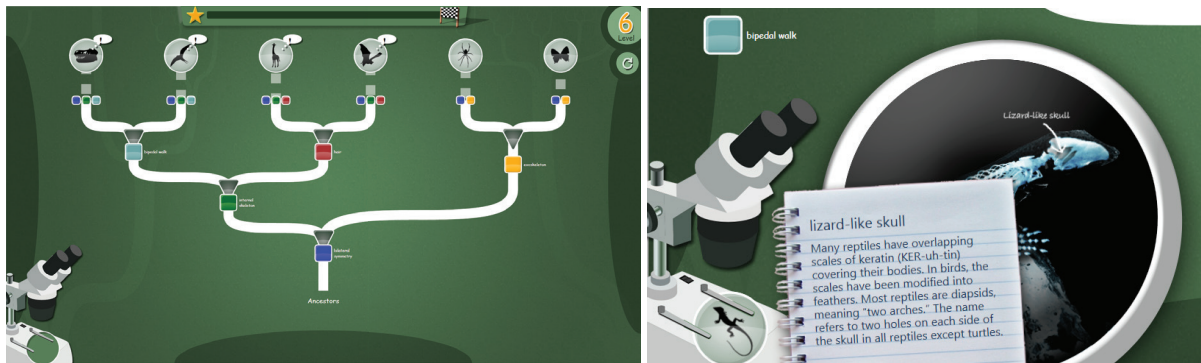 6
Level
bipedal walk
hair
exoskeleton
internal
skeleton
bilateral
symmetry
Ancestors
bipedal walk
Lizard-like skull
lizard-like skull
Many reptiles have overlapping
scales of keratin (KER-uh-tin)
covering their bodies. In birds, the
scales have been modified into
feathers. Most reptiles are diapsids,
meaning "two arches." The name
refers to two holes on each side of
the skull in all reptiles except turtles.